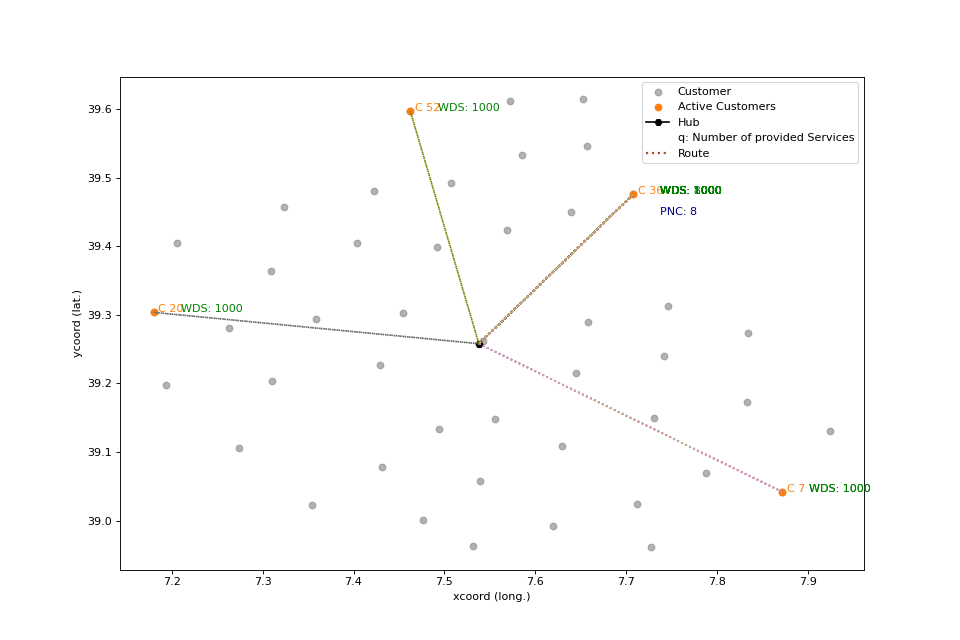 Customer
Active Customers
Hub
q: Number of provided Services
Route
C 52 WDS: 1000
C 36
PNC: 8
C 20 WDS: 1000
C 7 WDS: 1000
39.6
39.5
39.4
39.3
39.2
39.1
39.0
ycoord (lat.)
7.2 7.3 7.4 7.5 7.6 7.7 7.8 7.9
xcoord (long.)